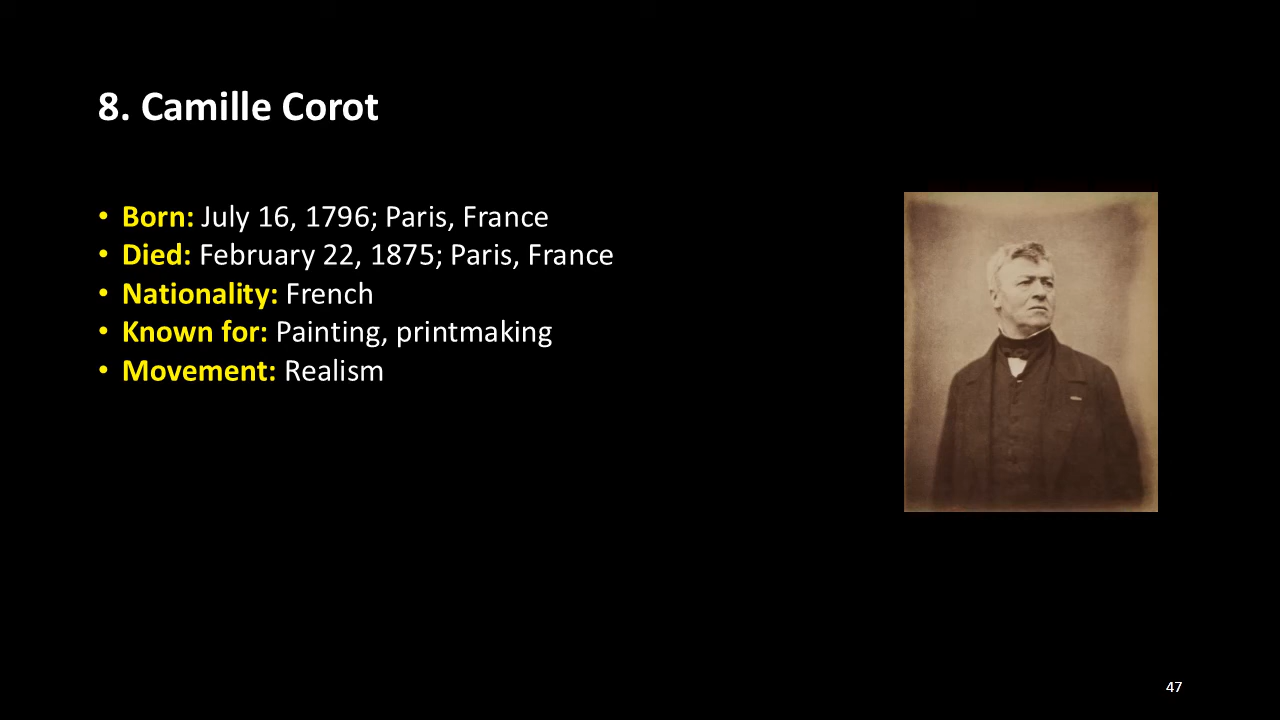 8. Camille Corot
• Born: July 16, 1796; Paris, France
• Died: February 22, 1875; Paris, France
• Nationality: French
• Known for: Painting, printmaking
• Movement: Realism
47